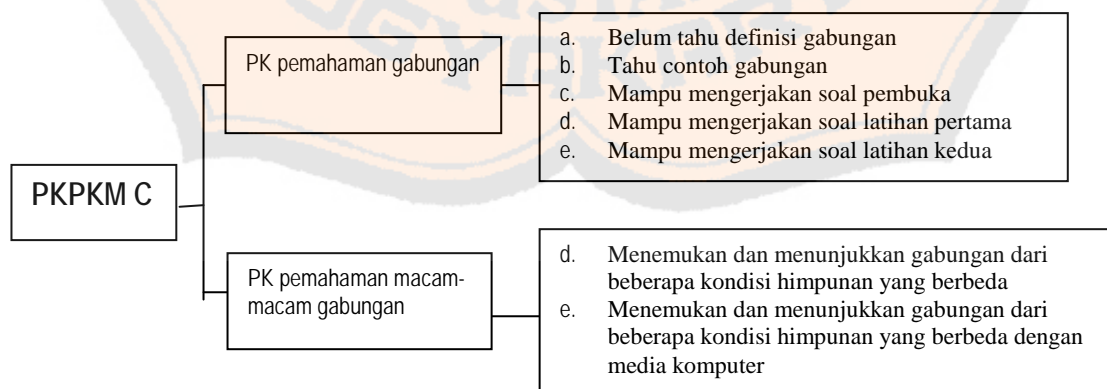 PK pemahaman gabungan
a. Belum tahu definisi gabungan
b. Tahu contoh gabungan
c. Mampu mengerjakan soal pembuka
d. Mampu mengerjakan soal latihan pertama
e. Mampu mengerjakan soal latihan kedua
PKPKM C
PK pemahaman macam-
macam gabungan
d. Menemukan dan menunjukkan gabungan dari
beberapa kondisi himpunan yang berbeda
e. Menemukan dan menunjukkan gabungan dari
beberapa kondisi himpunan yang berbeda dengan
media komputer